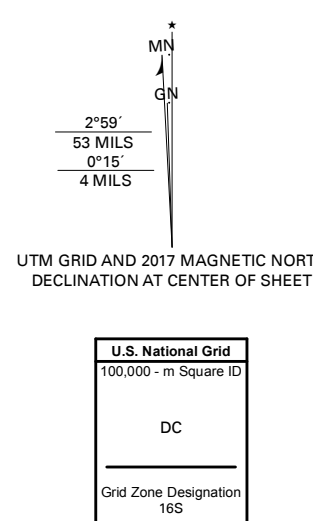 MN
GN
2°59´
53 MILS
0°15´
4 MILS
UTM GRID AND 2017 MAGNETIC NORT
DECLINATION AT CENTER OF SHEET
U.S. National Grid
100,000 - m Square ID
DC
Grid Zone Designation
16S